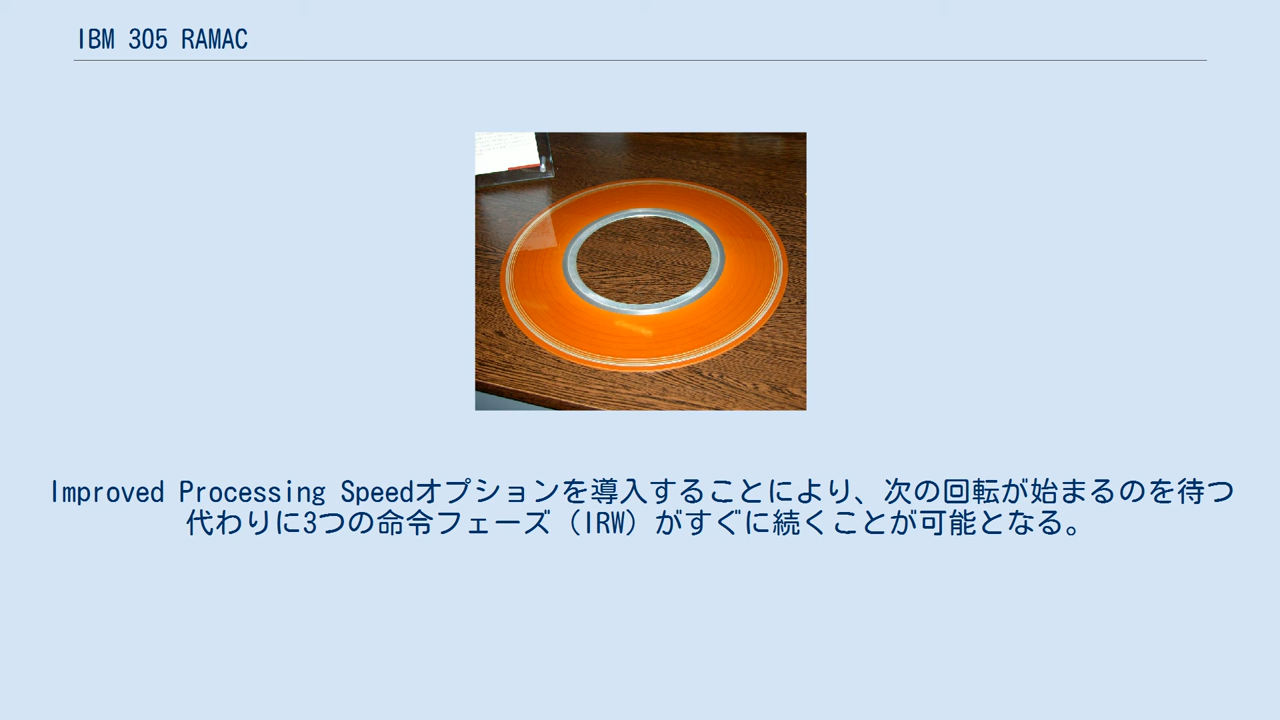 IBM 305 RAMAC
Improved Processing Speedオプションを導入することにより、次の回転が始まるのを待つ
代わりに3つの命令フェーズ（IRW）がすぐに続くことが可能となる。